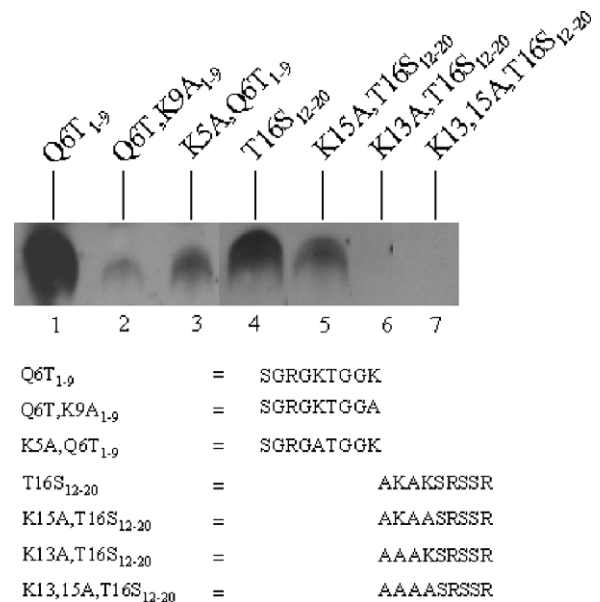 Q6T1-9
Q6T,K9A1-9
K5A,Q6T1-9
T16S12-20
K15A,T16S12-20
K13A,T16S12-20
K13,15A,T16S12-20
1 2 3 4 5 6 7
Q6T1-9 = SGRGKTGGK
Q6T,K9A1-9 = SGRGKTGGA
K5A,Q6T1-9 = SGRGATGGK
T16S12-20 = AKAKSRSSR
K15A,T16S12-20 = AKAASRSSR
K13A,T16S12-20 = AAAKSRSSR
K13,15A,T16S12-20 = AAAASRSSR